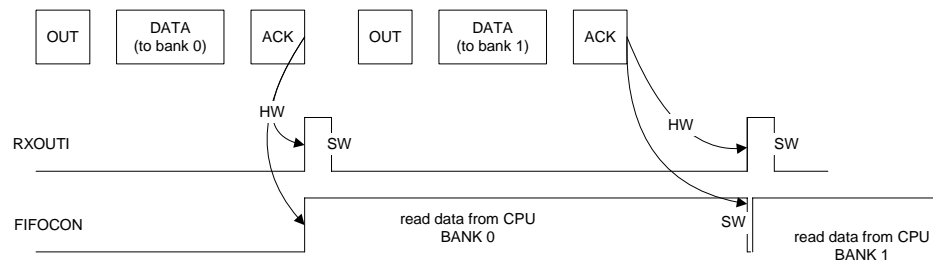 OUT
DATA
(to bank 0)
ACK
OUT
DATA
(to bank 1)
ACK
HW
HW
RXOUTI
SW
SW
FIFOCON
read data from CPU
BANK 0
SW
read data from CPU
BANK 1